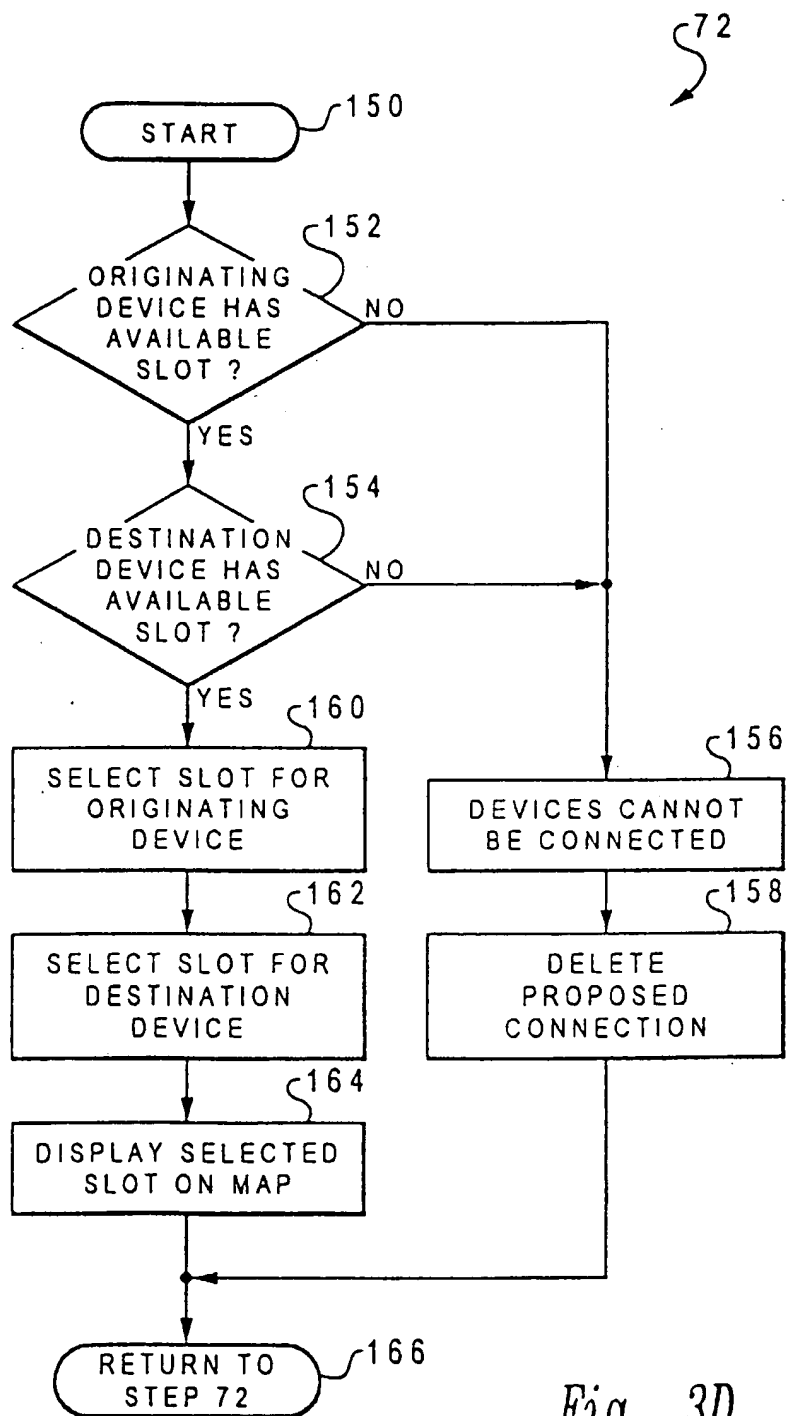 72
START
150
152
ORIGINATING
DEVICE HAS
AVAILABLE
SLOT ?
NO
YES
154
DESTINATION
DEVICE HAS
AVAILABLE
SLOT ?
NO
YES
160
SELECT SLOT FOR
ORIGINATING
DEVICE
156
DEVICES CANNOT
BE CONNECTED
162
SELECT SLOT FOR
DESTINATION
DEVICE
158
DELETE
PROPOSED
CONNECTION
164
DISPLAY SELECTED
SLOT ON MAP
RETURN TO
STEP 72
166
Fig. 3D